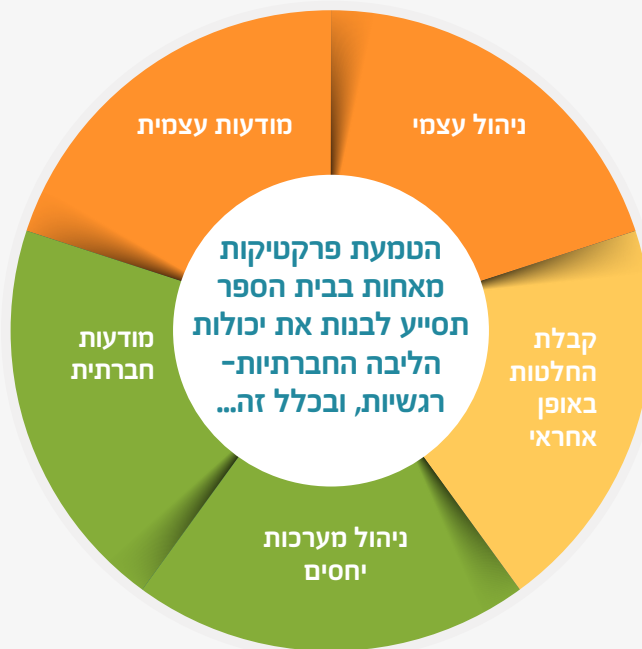 מודעות עצמית
ניהול עצמי
הטמעת פרקטיקות
מאחות בבית הספר
תסייע לבנות את יכולות
הליבה החברתיות-
רגשיות, ובכלל זה...
קבלת
החלטות
באופן
אחראי
מודעות
חברתית
ניהול מערכות
יחסים